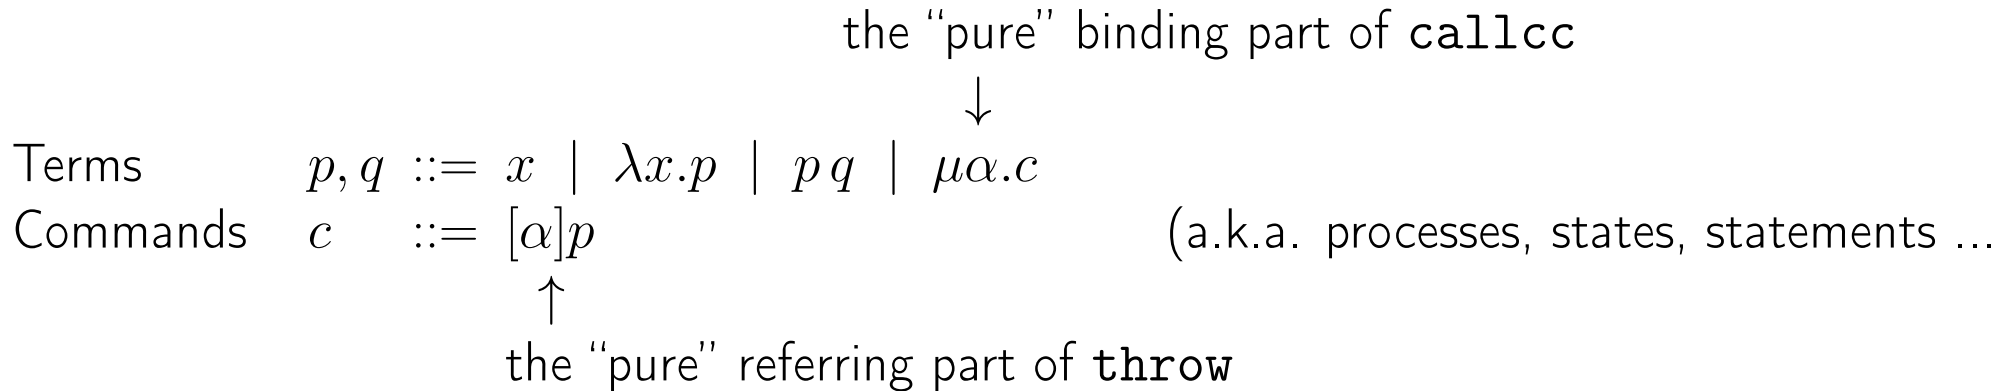 the “pure” binding part of callcc
↓
Terms p, q ::= x | λx.p | p q | μα.c
Commands c ::= [α]p (a.k.a. processes, states, statements ...
↑
the “pure” referring part of throw